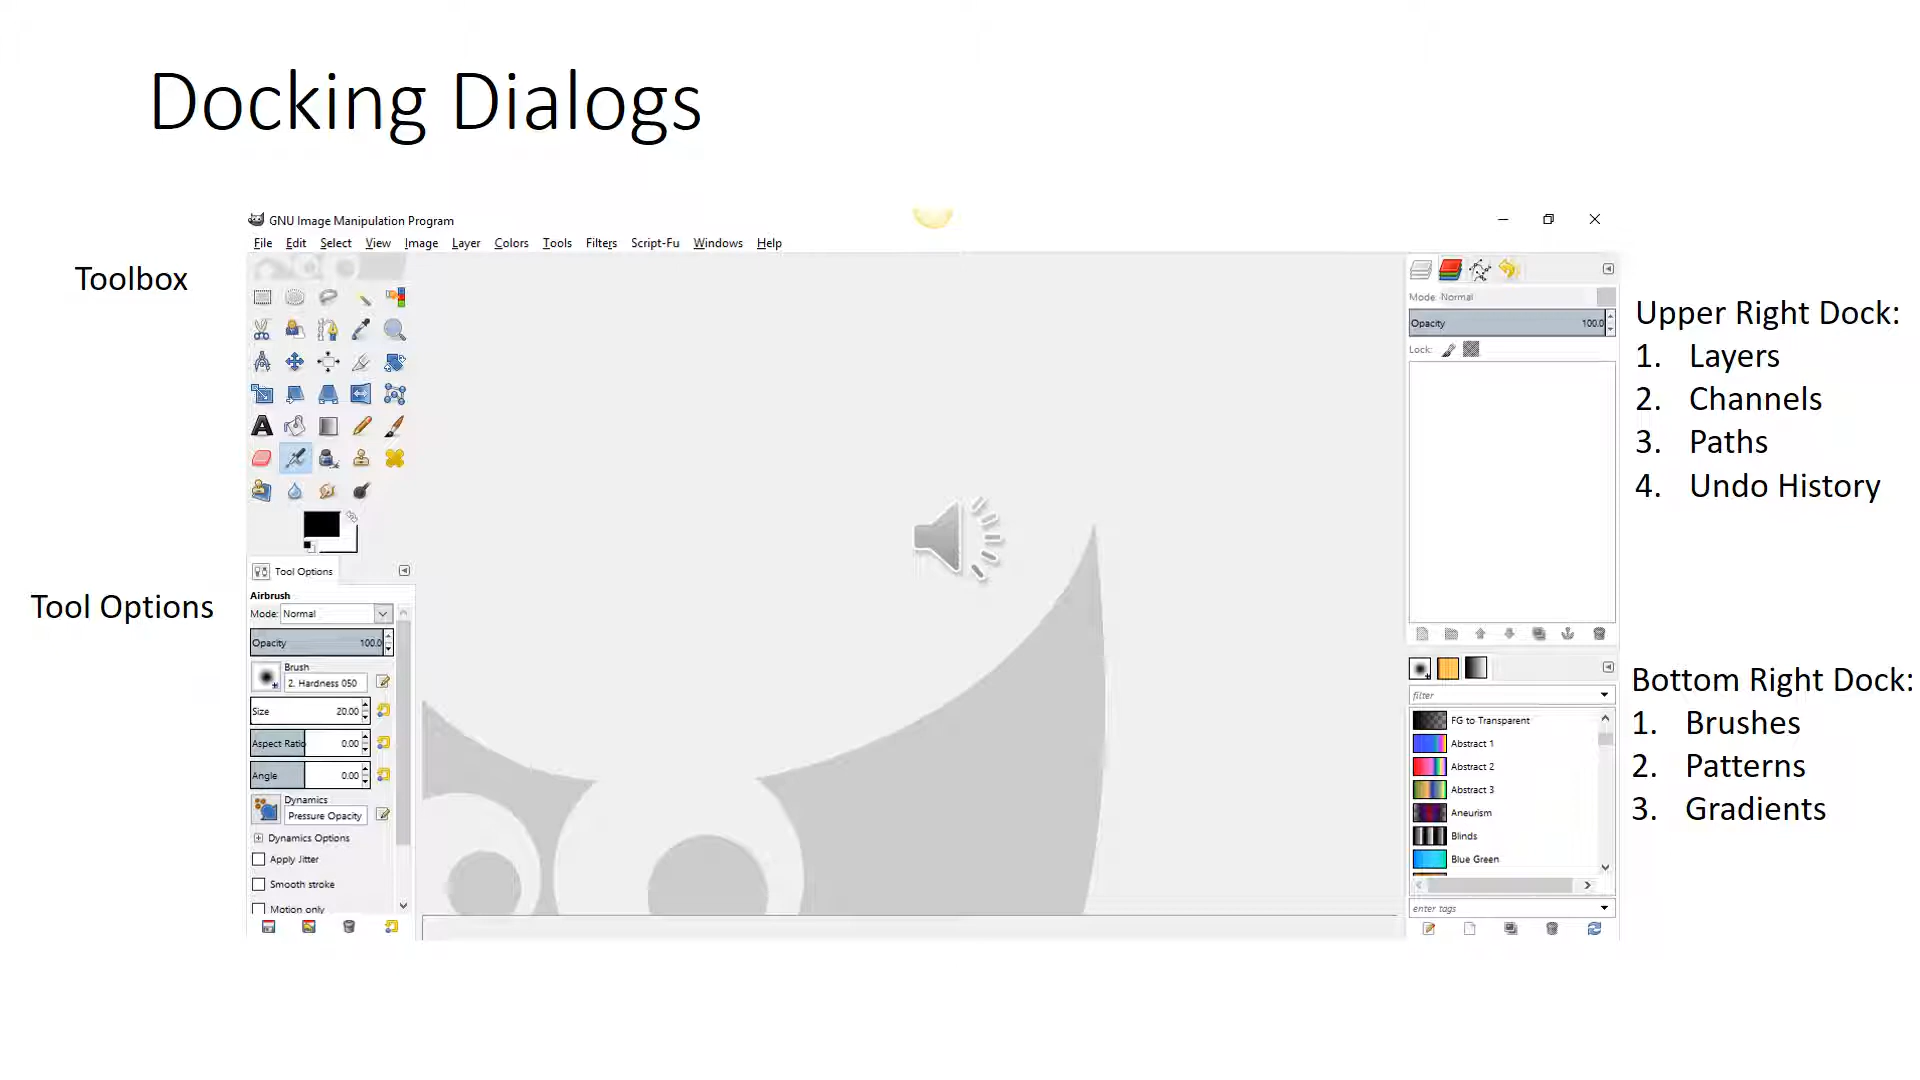 Docking Dialogs
GNU Image Manipulation Program
File Edit Select View Image Layer Colors Tools Filters Script-Fu Windows Help
Toolbox
Tool Options
Tool Options
Airbrush
Mode: Normal
Opacity 100.0
Brush
2. Hardness 050
Size 20.00
Aspect Ratio 0.00
Angle 0.00
Dynamics
Pressure Opacity
Dynamics Options
Apply Jitter
Smooth stroke
Motion only
Mode: Normal
Opacity 100.0
Lock:
filter
FG to Transparent
Abstract 1
Abstract 2
Abstract 3
Aneurism
Blinds
Blue Green
enter tags
Upper Right Dock:
1. Layers
2. Channels
3. Paths
4. Undo History
Bottom Right Dock:
1. Brushes
2. Patterns
3. Gradients